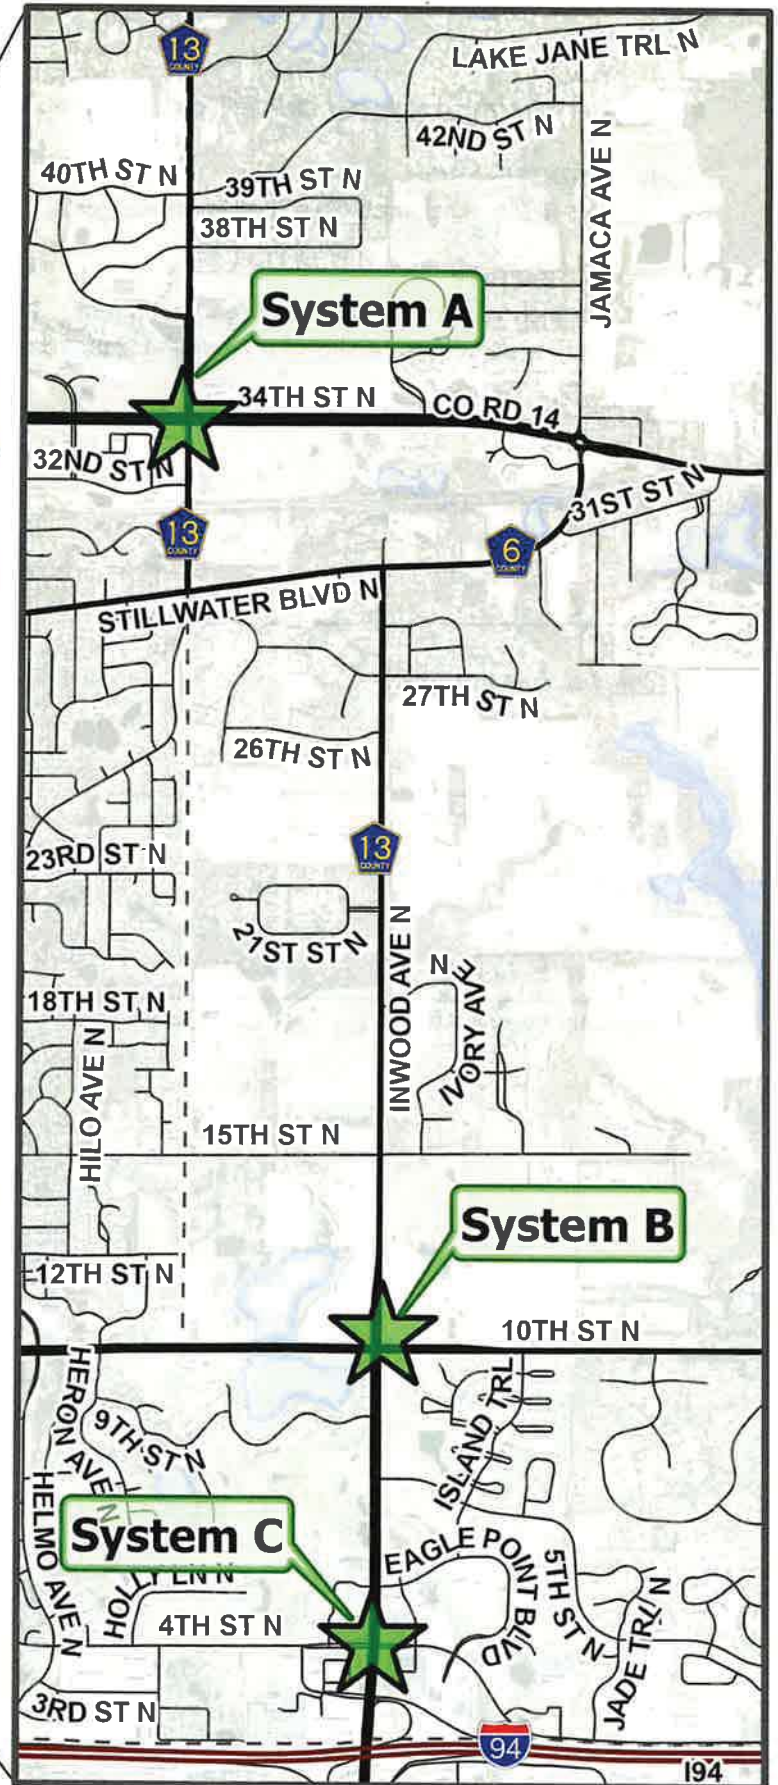 13
COUNTY
LAKE JANE TRL N
42ND ST N
JAMACA AVE N
40TH ST N
39TH ST N
38TH ST N
System A
34TH ST N
CO RD 14
32ND ST N
31ST ST N
13
COUNTY
6
COUNTY
STILLWATER BLVD N
27TH ST N
26TH ST N
13
COUNTY
23RD ST N
21ST ST N
INWOOD AVE N
IVORY AVE N
18TH ST N
HILO AVE N
15TH ST N
System B
12TH ST N
10TH ST N
HERON AVE N
9TH ST N
ISLAND TRL
HELMO AVE N
System C
EAGLE POINT BLVD
5TH ST N
HOLLY LN N
4TH ST N
JADE TRL N
3RD ST N
94
I94